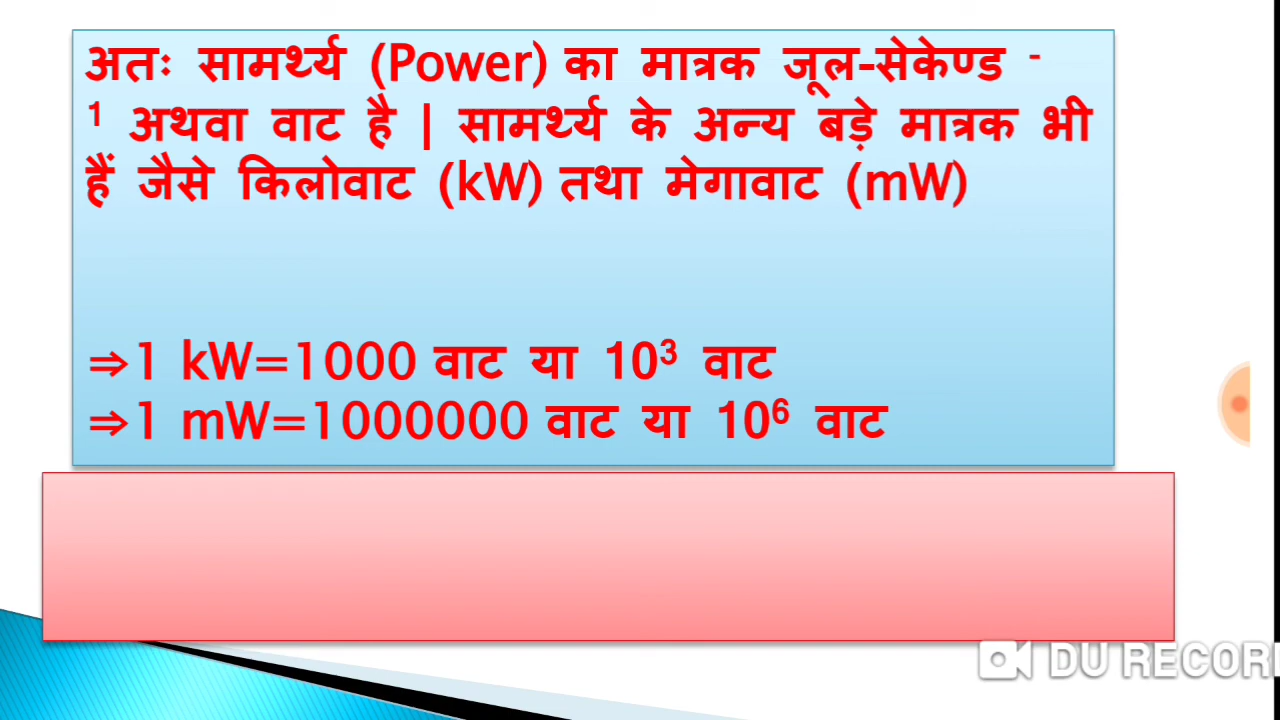 अतः सामर्थ्य (Power) का मात्रक जूल-सेकेण्ड ⁻
¹ अथवा वाट है | सामर्थ्य के अन्य बड़े मात्रक भी
हैं जैसे किलोवाट (kW) तथा मेगावाट (mW)
⇒1 kW=1000 वाट या 10³ वाट
⇒1 mW=1000000 वाट या 10⁶ वाट
DU RECOR